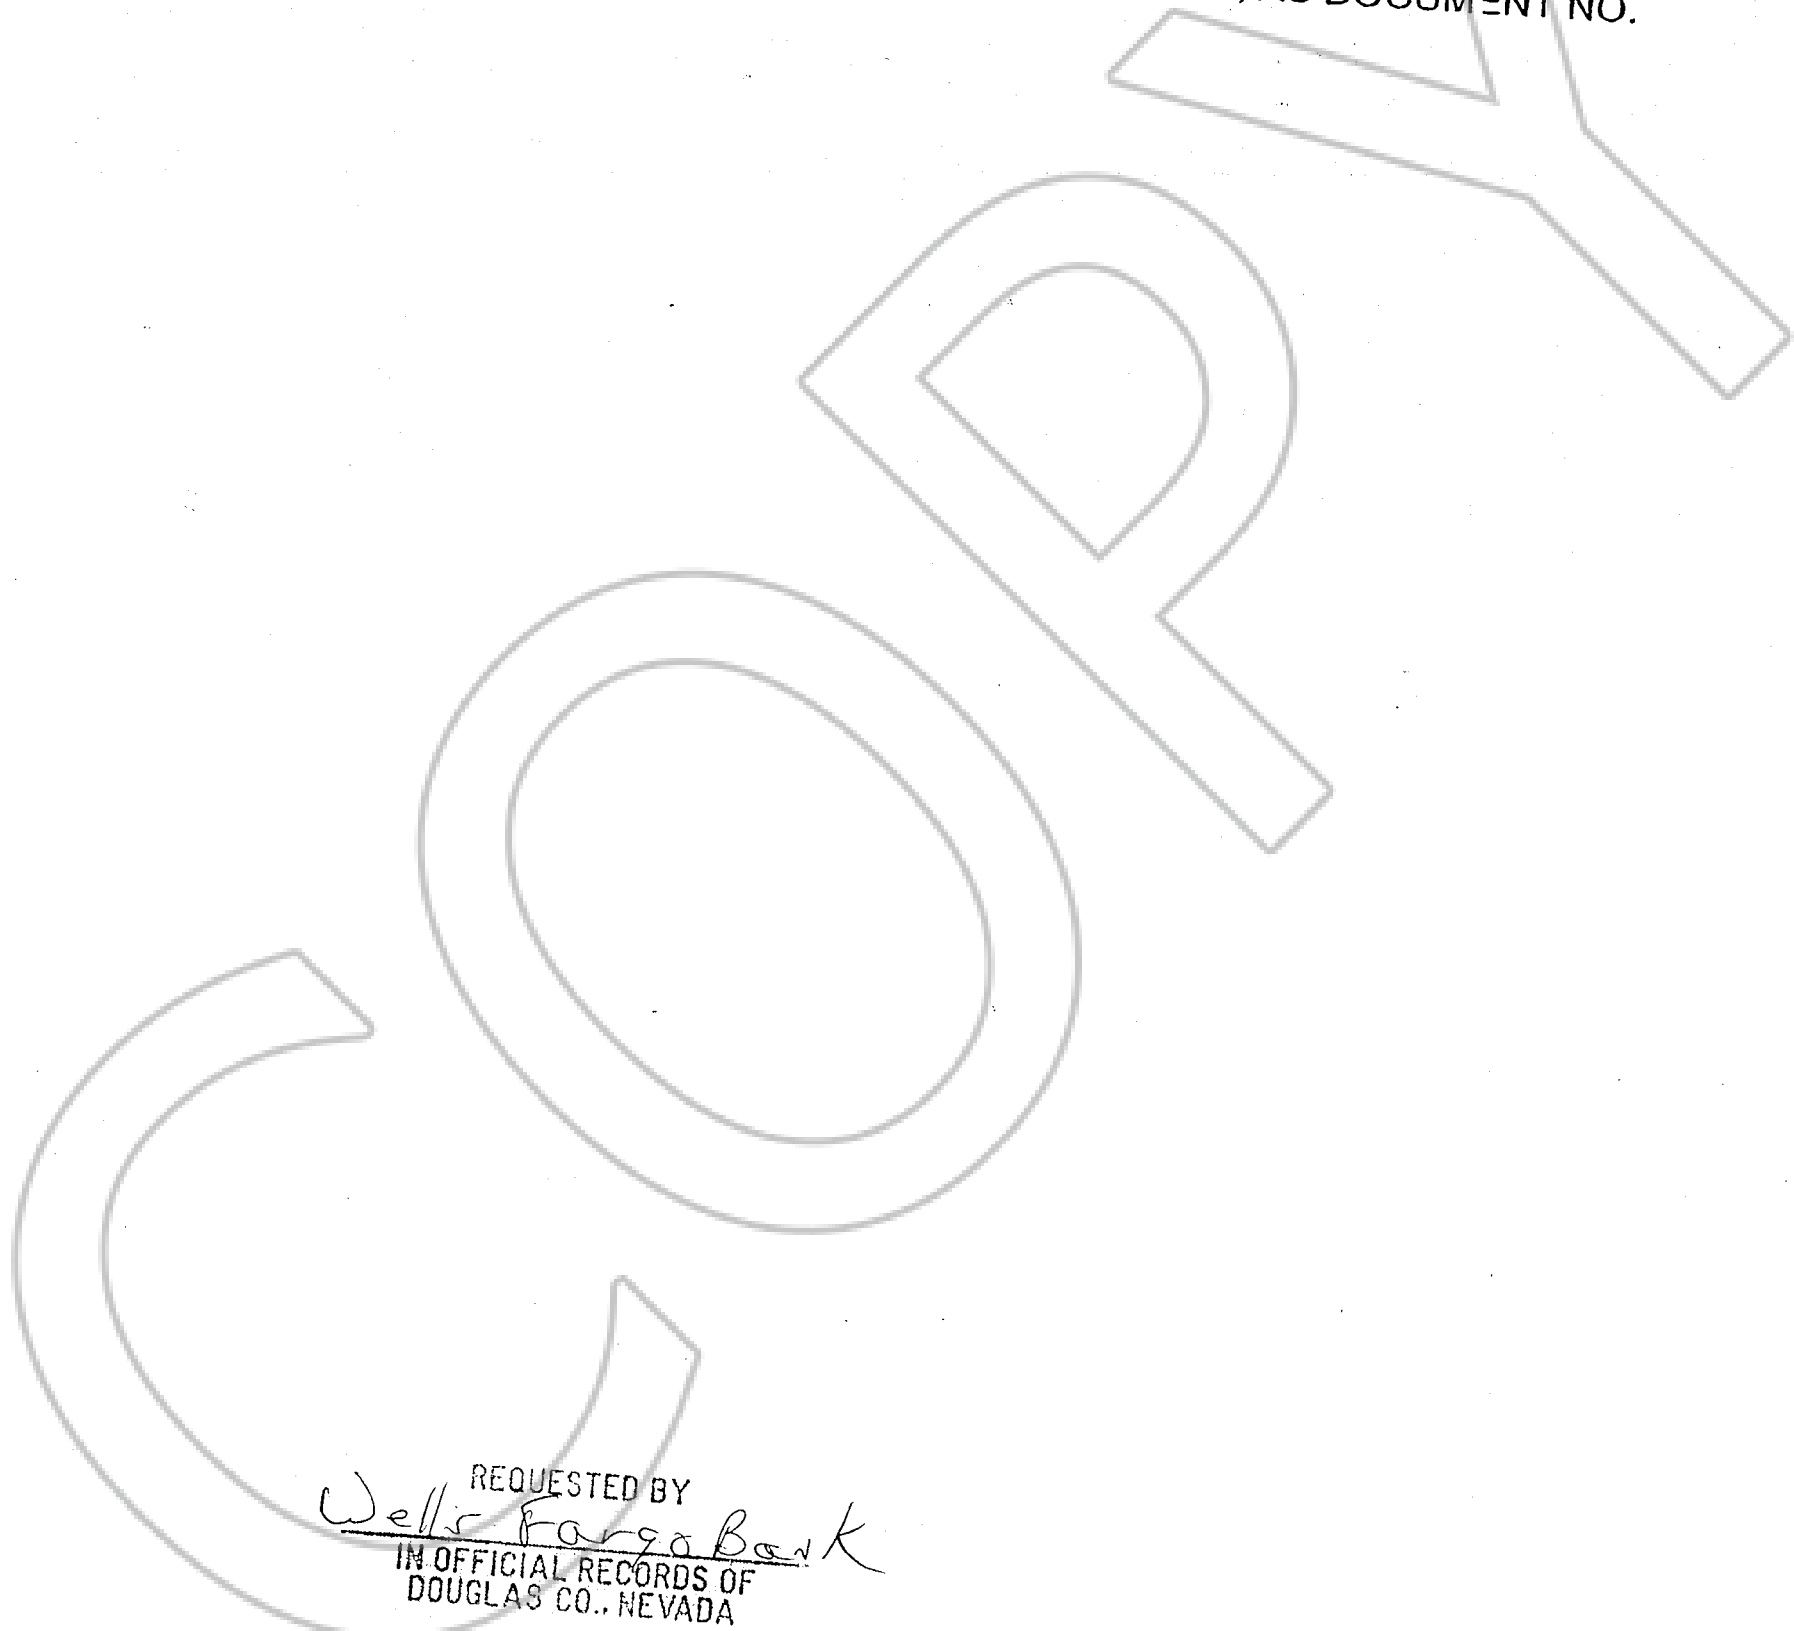 DOCUMENT NO.
COPY
REQUESTED BY
Wells Fargo Bank
IN OFFICIAL RECORDS OF
DOUGLAS CO., NEVADA